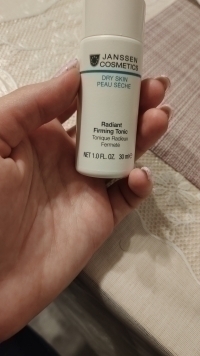 JANSSEN
COSMETICS
DRY SKIN
PEAU SÈCHE
Radiant
Firming Tonic
Tonique Radieux
Fermeté
NET 1.0 FL. OZ. 30 ml